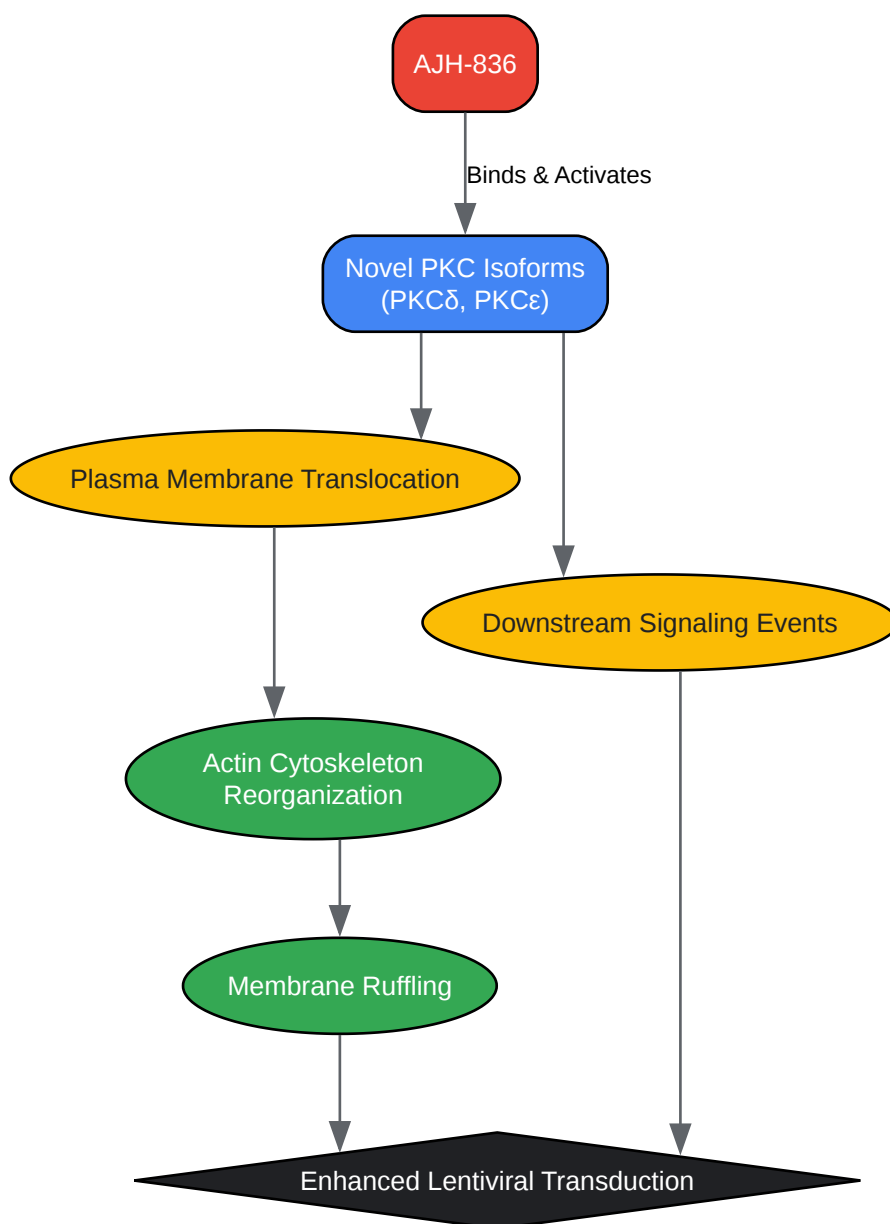 AJH-836
Binds & Activates
Novel PKC Isoforms
(PKCδ, PKCε)
Plasma Membrane Translocation
Downstream Signaling Events
Actin Cytoskeleton
Reorganization
Membrane Ruffling
Enhanced Lentiviral Transduction